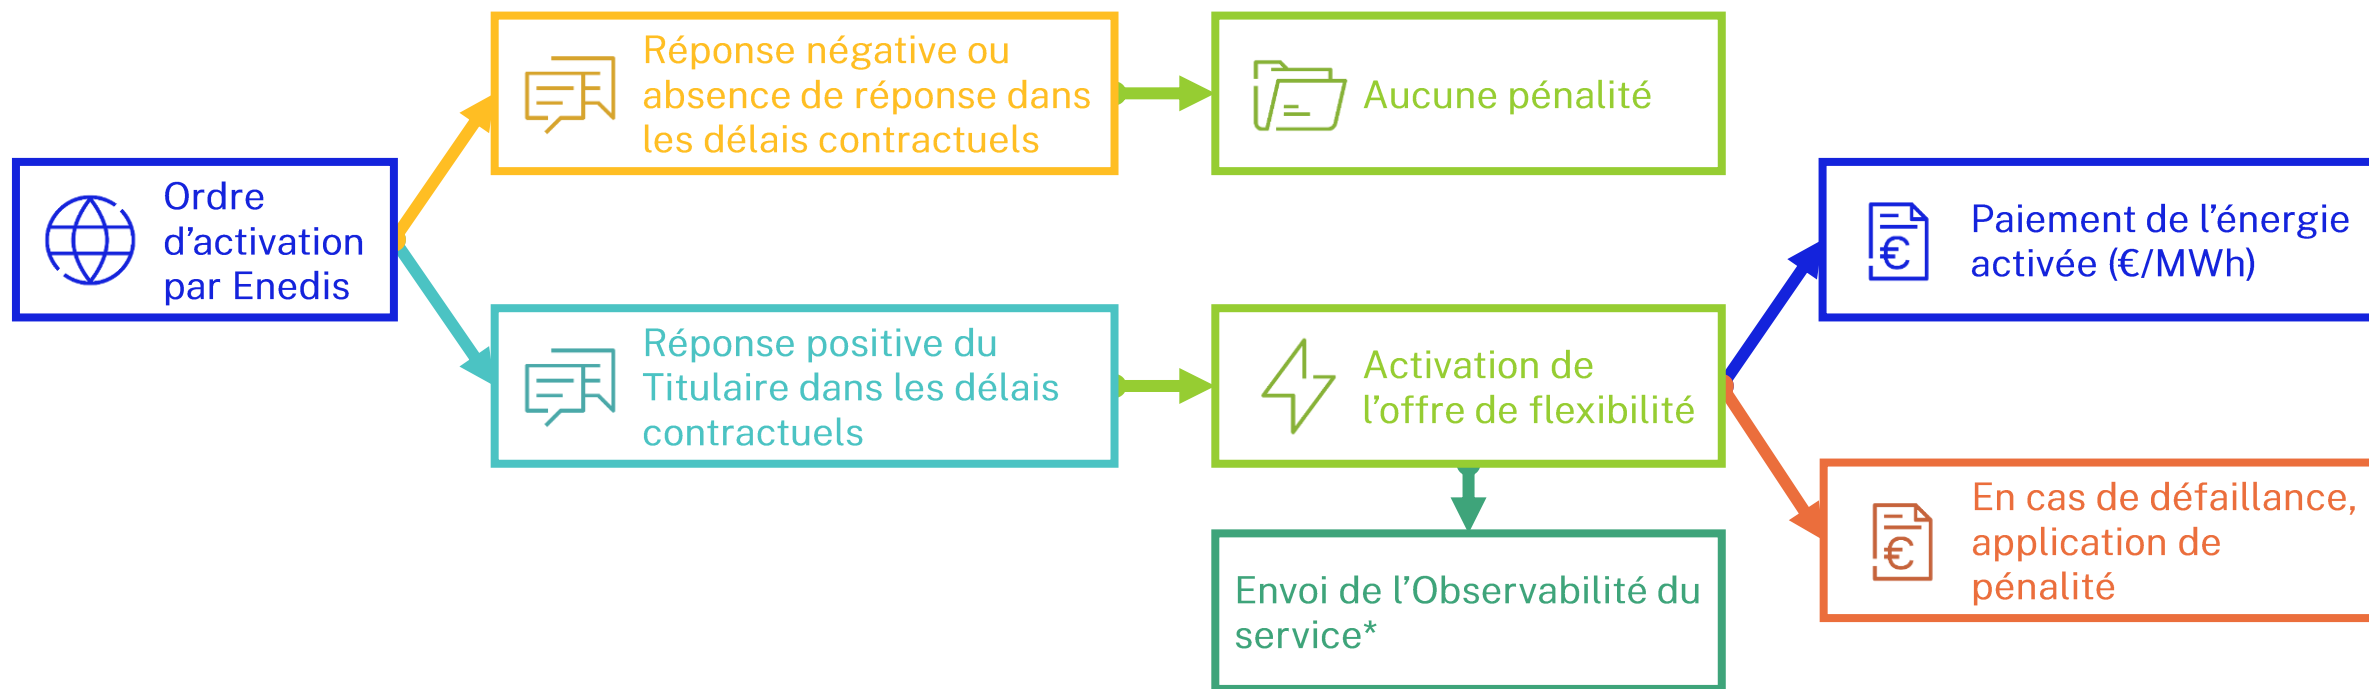 Réponse négative ou
absence de réponse dans
les délais contractuels
Aucune pénalité
Ordre
d’activation
par Enedis
Paiement de l’énergie
activée (€/MWh)
Réponse positive du
Titulaire dans les délais
contractuels
Activation de
l’offre de flexibilité
En cas de défaillance,
application de
pénalité
Envoi de l’Observabilité du
service*